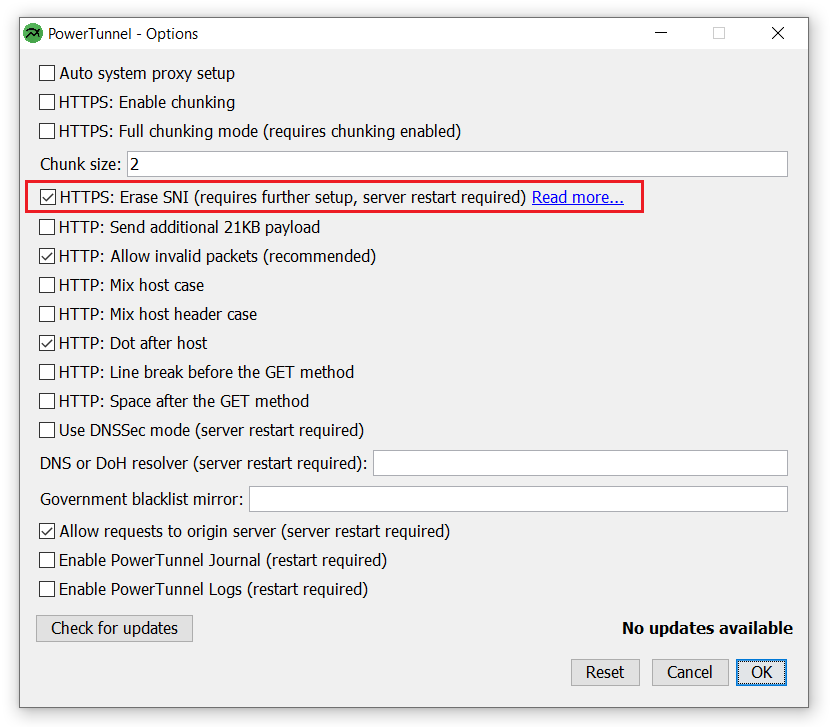 PowerTunnel - Options
Auto system proxy setup
HTTPS: Enable chunking
HTTPS: Full chunking mode (requires chunking enabled)
Chunk size: 2
HTTPS: Erase SNI (requires further setup, server restart required) Read more...
HTTP: Send additional 21KB payload
HTTP: Allow invalid packets (recommended)
HTTP: Mix host case
HTTP: Mix host header case
HTTP: Dot after host
HTTP: Line break before the GET method
HTTP: Space after the GET method
Use DNSSec mode (server restart required)
DNS or DoH resolver (server restart required):
Government blacklist mirror:
Allow requests to origin server (server restart required)
Enable PowerTunnel Journal (restart required)
Enable PowerTunnel Logs (restart required)
Check for updates No updates available
Reset Cancel OK